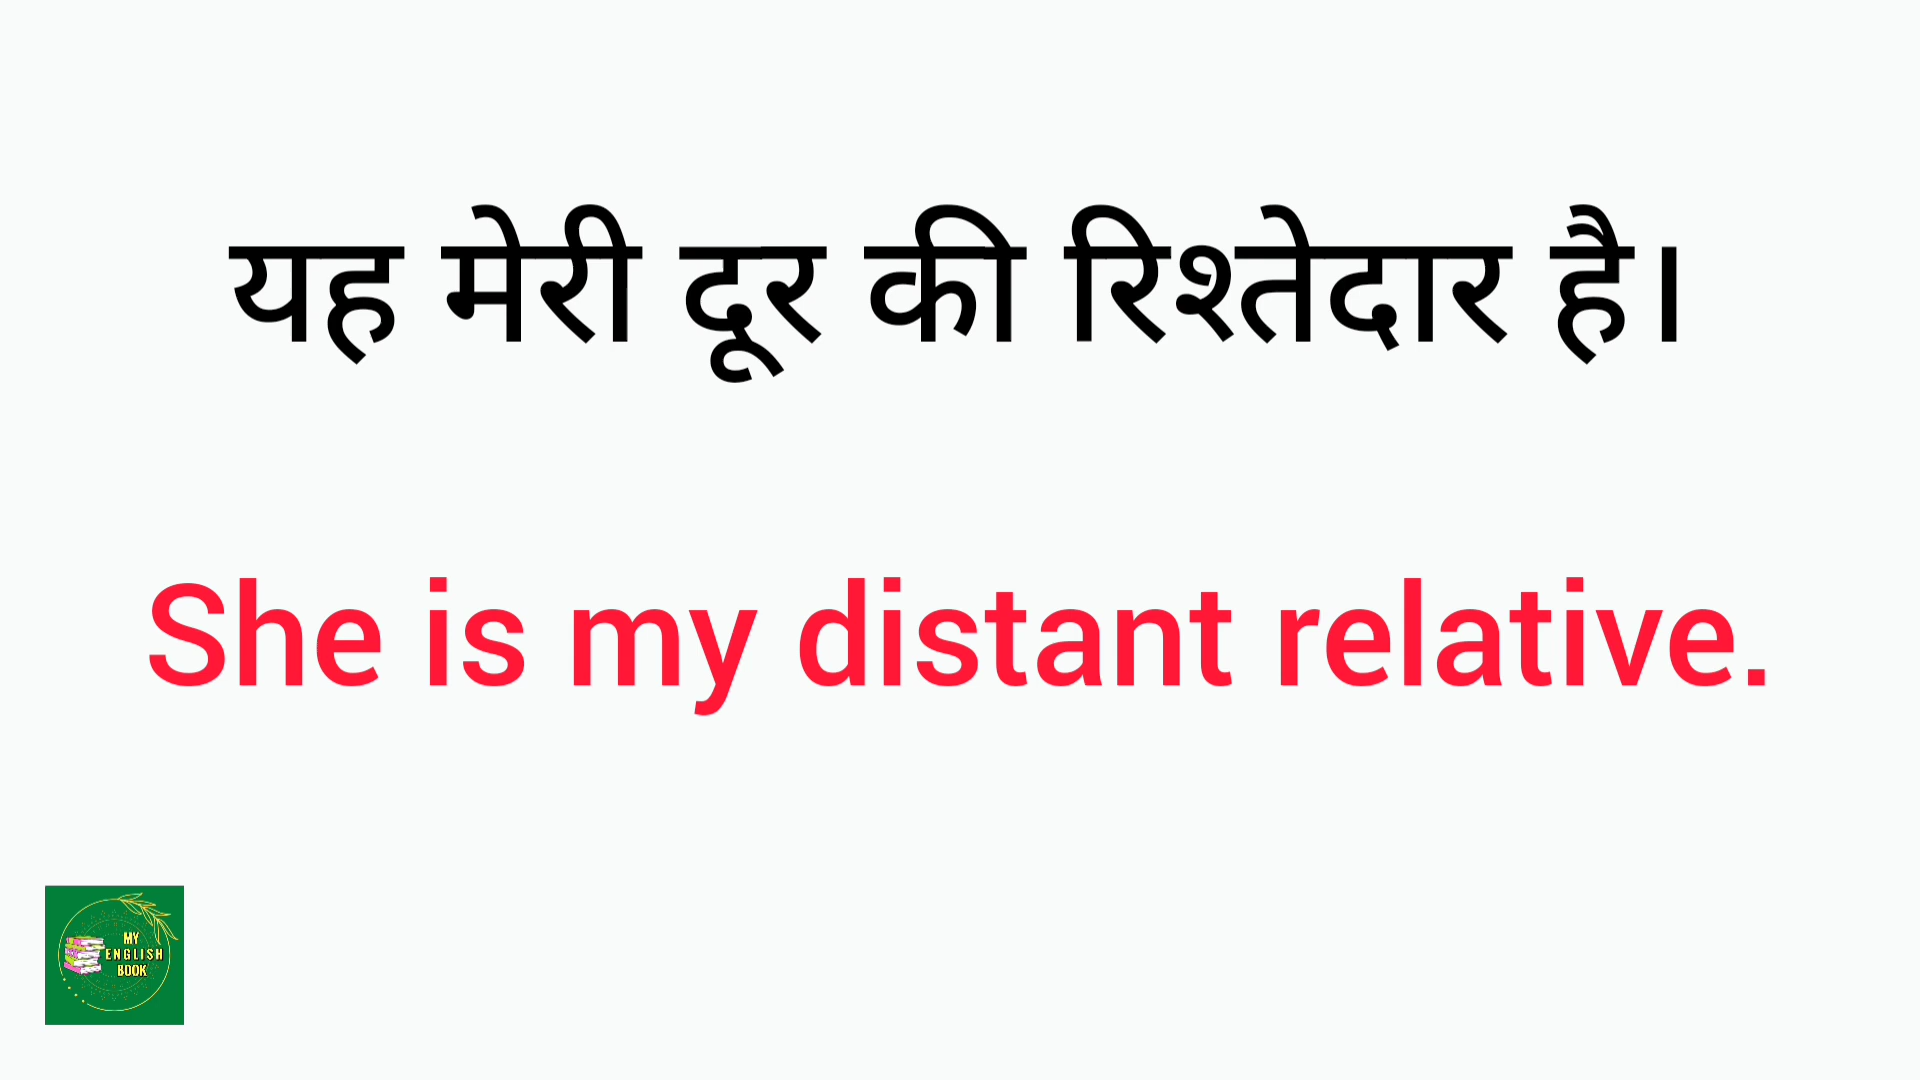 यह मेरी दूर की रिश्तेदार है।
She is my distant relative.
MY
ENGLISH
BOOK